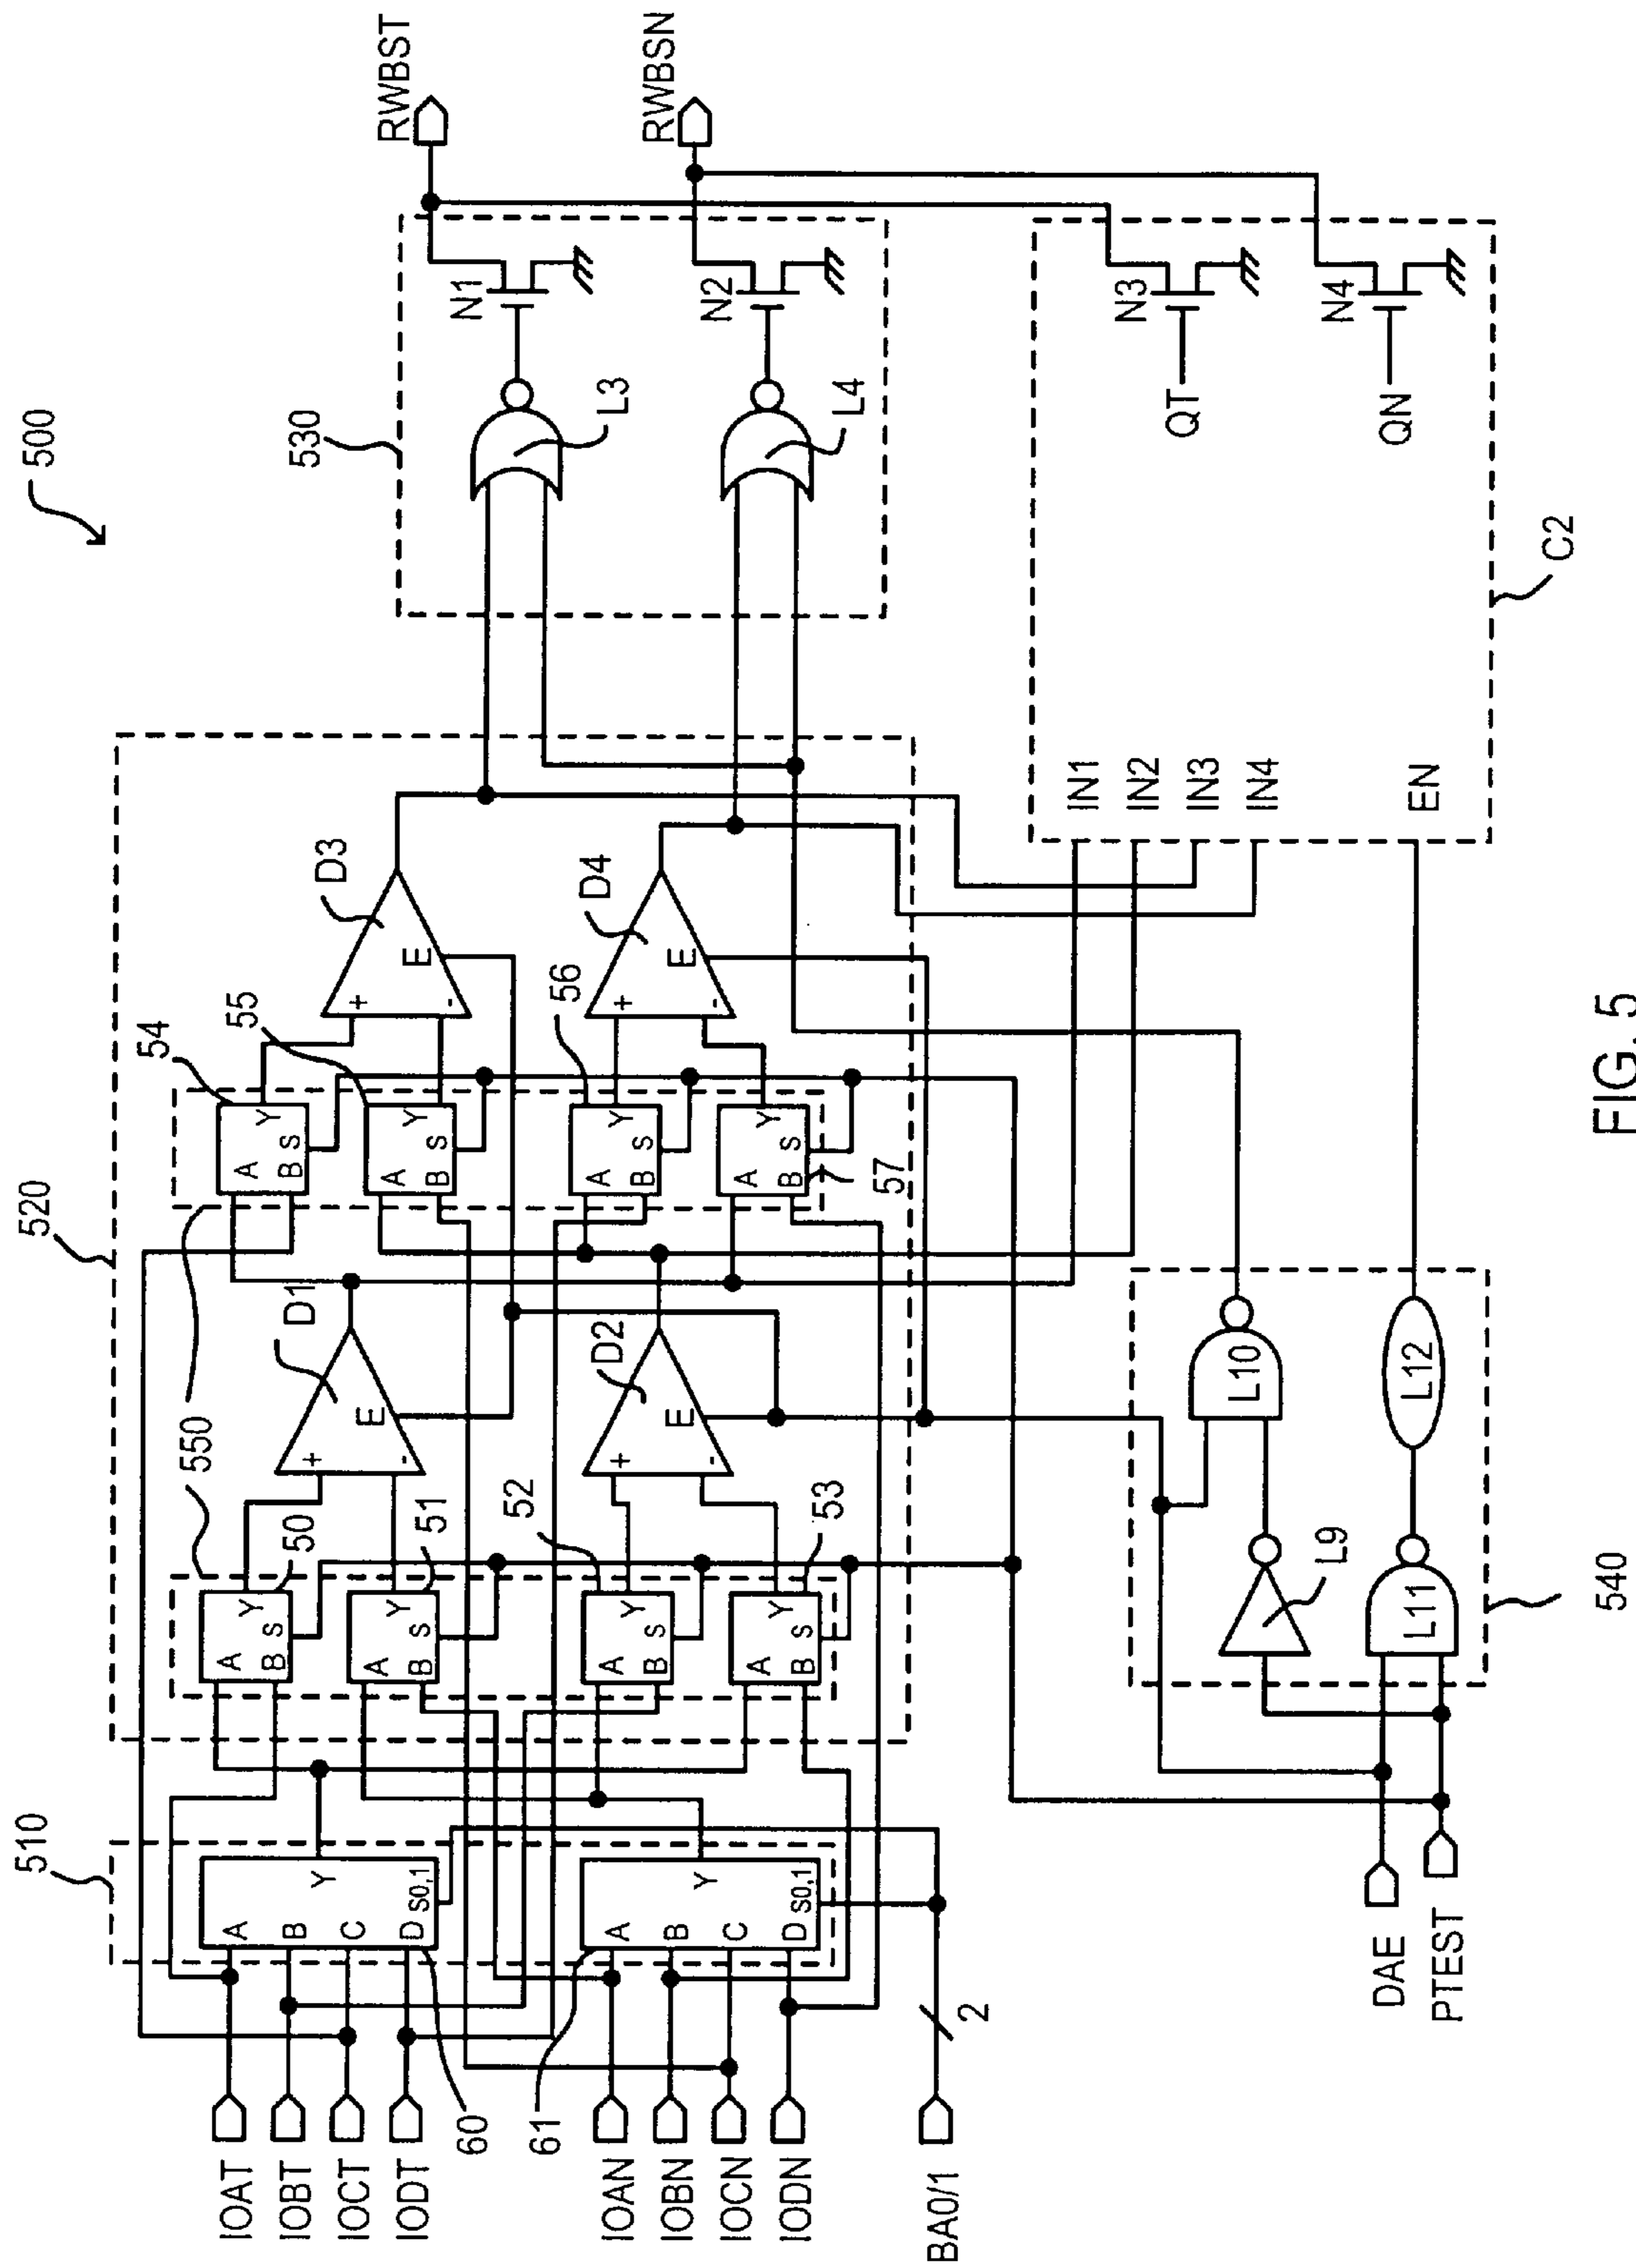 500
RWBST
RWBSN
530
N1
N2
L3
L4
N3
N4
QT
QN
C2
IN1
IN2
IN3
IN4
EN
520
D3
+
-
E
D4
+
-
E
54
55
56
57
A
B
S
Y
A
B
S
Y
A
B
S
Y
A
B
S
Y
550
D1
+
-
E
D2
+
-
E
50
51
52
53
A
B
S
Y
A
B
S
Y
A
B
S
Y
A
B
S
Y
L10
L12
L9
L11
540
510
A
B
C
D
Y
S0,1
A
B
C
D
Y
S0,1
60
61
IOAT
IOBT
IOCT
IODT
IOAN
IOBN
IOCN
IODN
BA0/1
2
DAE
PTEST
FIG. 5